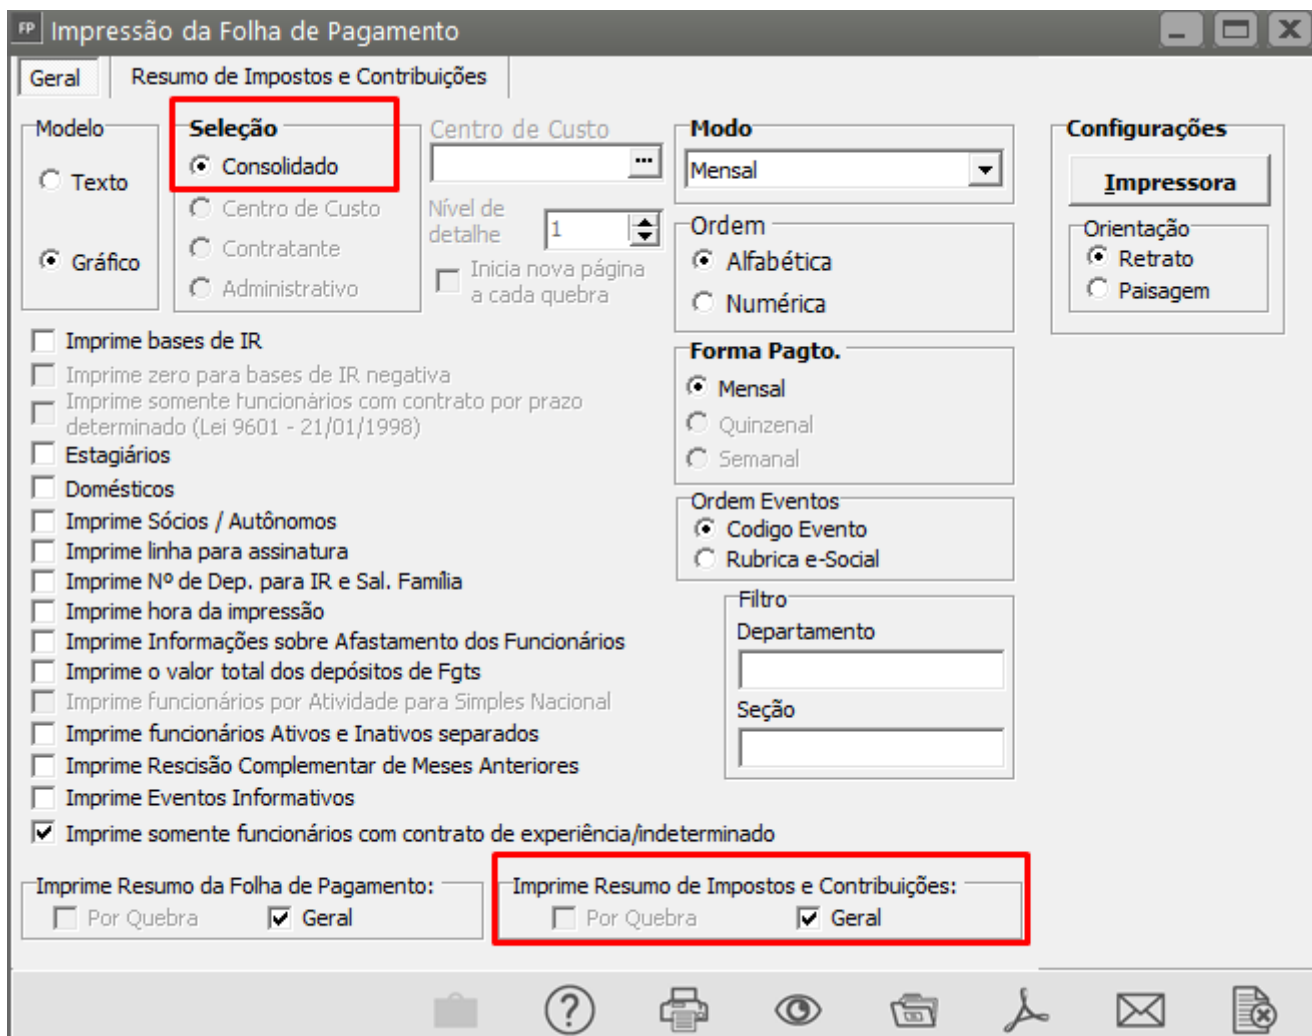 FP Impressão da Folha de Pagamento
Geral
Resumo de Impostos e Contribuições
Modelo
Texto
Gráfico
Seleção
Consolidado
Centro de Custo
Contratante
Administrativo
Centro de Custo
...
Nível de
detalhe
1
Inicia nova página
a cada quebra
Modo
Mensal
Ordem
Alfabética
Numérica
Configurações
Impressora
Orientação
Retrato
Paisagem
Imprime bases de IR
Imprime zero para bases de IR negativa
Imprime somente funcionários com contrato por prazo
determinado (Lei 9601 - 21/01/1998)
Estagiários
Domésticos
Imprime Sócios / Autônomos
Imprime linha para assinatura
Imprime Nº de Dep. para IR e Sal. Família
Imprime hora da impressão
Imprime Informações sobre Afastamento dos Funcionários
Imprime o valor total dos depósitos de Fgts
Imprime funcionários por Atividade para Simples Nacional
Imprime funcionários Ativos e Inativos separados
Imprime Rescisão Complementar de Meses Anteriores
Imprime Eventos Informativos
Imprime somente funcionários com contrato de experiência/indeterminado
Forma Pagto.
Mensal
Quinzenal
Semanal
Ordem Eventos
Codigo Evento
Rubrica e-Social
Filtro
Departamento
Seção
Imprime Resumo da Folha de Pagamento:
Por Quebra
Geral
Imprime Resumo de Impostos e Contribuições:
Por Quebra
Geral